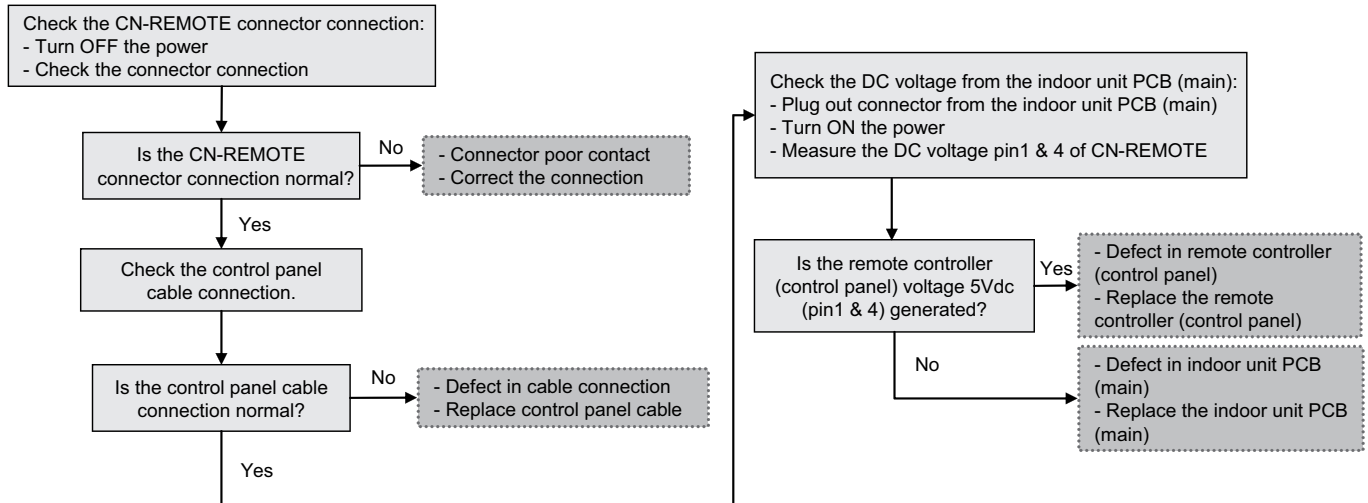 Check the CN-REMOTE connector connection:
- Turn OFF the power
- Check the connector connection
Is the CN-REMOTE
connector connection normal?
No
- Connector poor contact
- Correct the connection
Yes
Check the control panel
cable connection.
Is the control panel cable
connection normal?
No
- Defect in cable connection
- Replace control panel cable
Yes
Check the DC voltage from the indoor unit PCB (main):
- Plug out connector from the indoor unit PCB (main)
- Turn ON the power
- Measure the DC voltage pin1 & 4 of CN-REMOTE
Is the remote controller
(control panel) voltage 5Vdc
(pin1 & 4) generated?
Yes
- Defect in remote controller
(control panel)
- Replace the remote
controller (control panel)
No
- Defect in indoor unit PCB
(main)
- Replace the indoor unit PCB
(main)